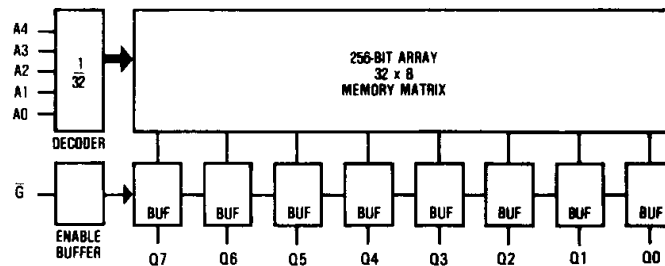 A4
A3
A2
A1
A0
1
32
DECODER
256-BIT ARRAY
32 x 8
MEMORY MATRIX
G̅
ENABLE
BUFFER
BUF BUF BUF BUF BUF BUF BUF BUF
Q7 Q6 Q5 Q4 Q3 Q2 Q1 Q0